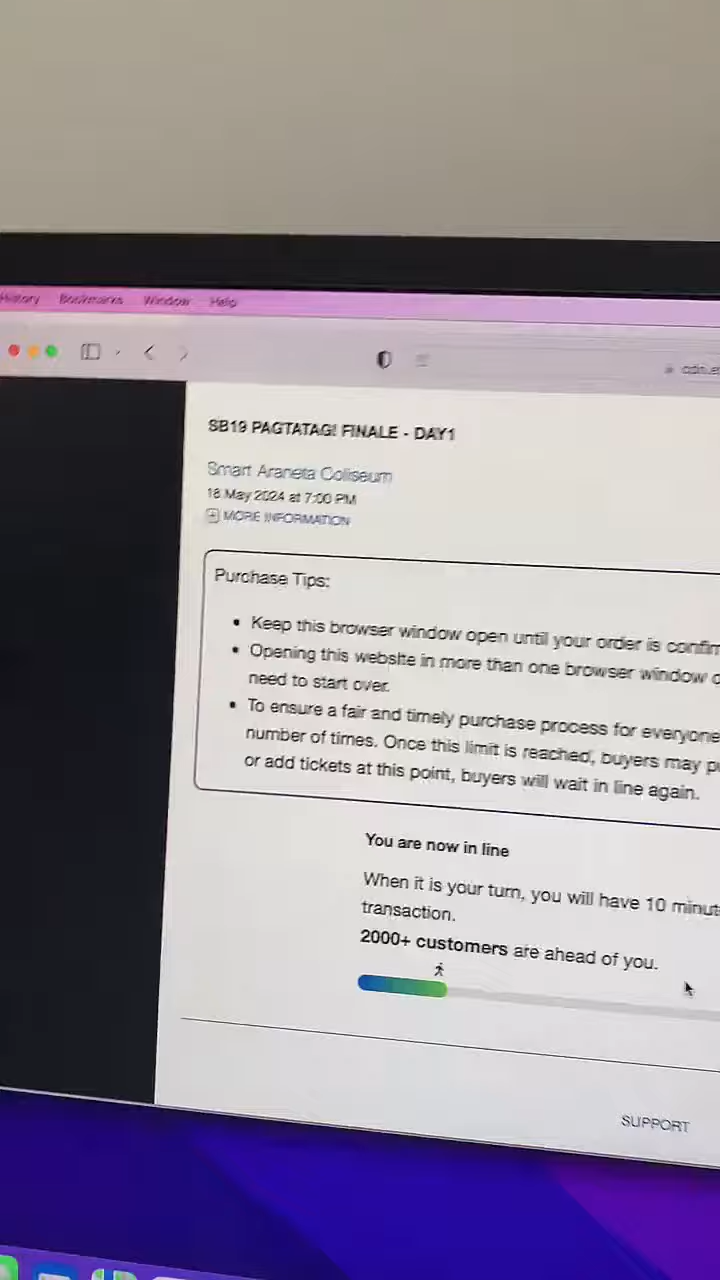 History Bookmarks Window Help
SB19 PAGTATAG! FINALE - DAY1
Smart Araneta Coliseum
18 May 2024 at 7:00 PM
MORE INFORMATION
Purchase Tips:
• Keep this browser window open until your order is
• Opening this website in more than one browser window
need to start over.
• To ensure a fair and timely purchase process for everyone
number of times. Once this limit is reached, buyers may
or add tickets at this point, buyers will wait in line again.
You are now in line
When it is your turn, you will have 10
transaction.
2000+ customers are ahead of you.
SUPPORT